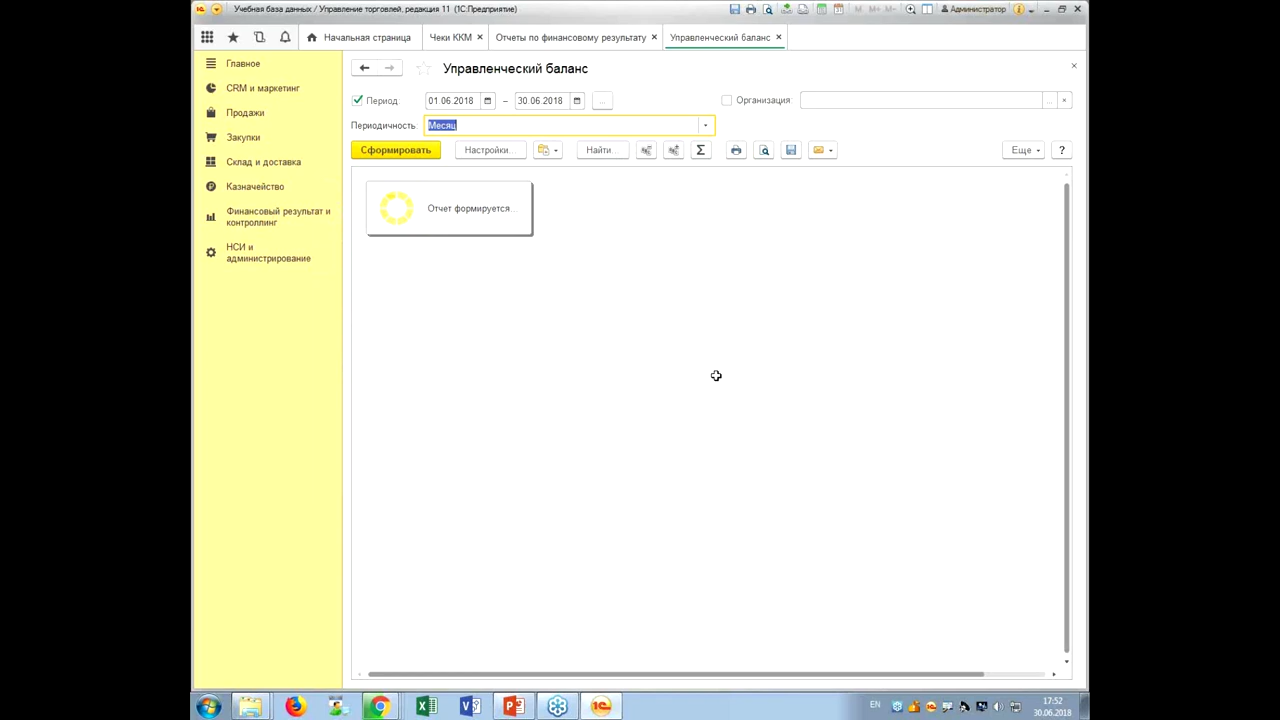 Учебная база данных / Управление торговлей, редакция 11 (1С:Предприятие)
M M+ M-
Администратор
Начальная страница
Чеки ККМ
Отчеты по финансовому результату
Управленческий баланс
Главное
CRM и маркетинг
Продажи
Закупки
Склад и доставка
Казначейство
Финансовый результат и
контроллинг
НСИ и
администрирование
Управленческий баланс
Период: 01.06.2018 – 30.06.2018 ...
Организация:
Периодичность: Месяц
Сформировать
Настройки...
Найти...
Σ
Еще
?
Отчет формируется...
EN
17:52
30.06.2018